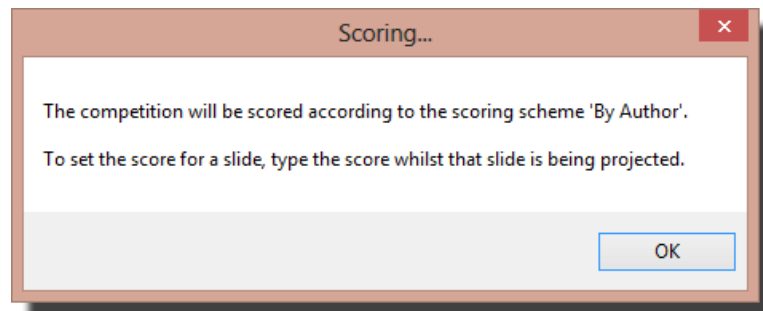 Scoring...
The competition will be scored according to the scoring scheme 'By Author'.
To set the score for a slide, type the score whilst that slide is being projected.
OK